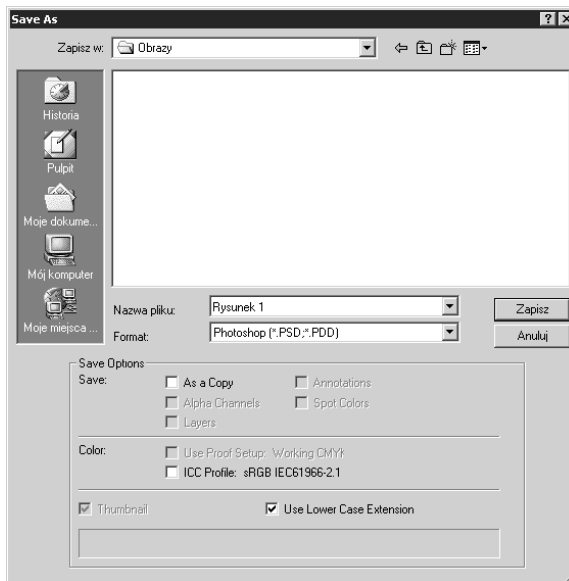 Save As
Zapisz w: Obrazy
Historia
Pulpit
Moje dokume...
Mój komputer
Moje miejsca ...
Nazwa pliku: Rysunek 1 Zapisz
Format: Photoshop (*.PSD;*.PDD) Anuluj
Save Options
Save: As a Copy Annotations
Alpha Channels Spot Colors
Layers
Color: Use Proof Setup: Working CMYK
ICC Profile: sRGB IEC61966-2.1
Thumbnail Use Lower Case Extension